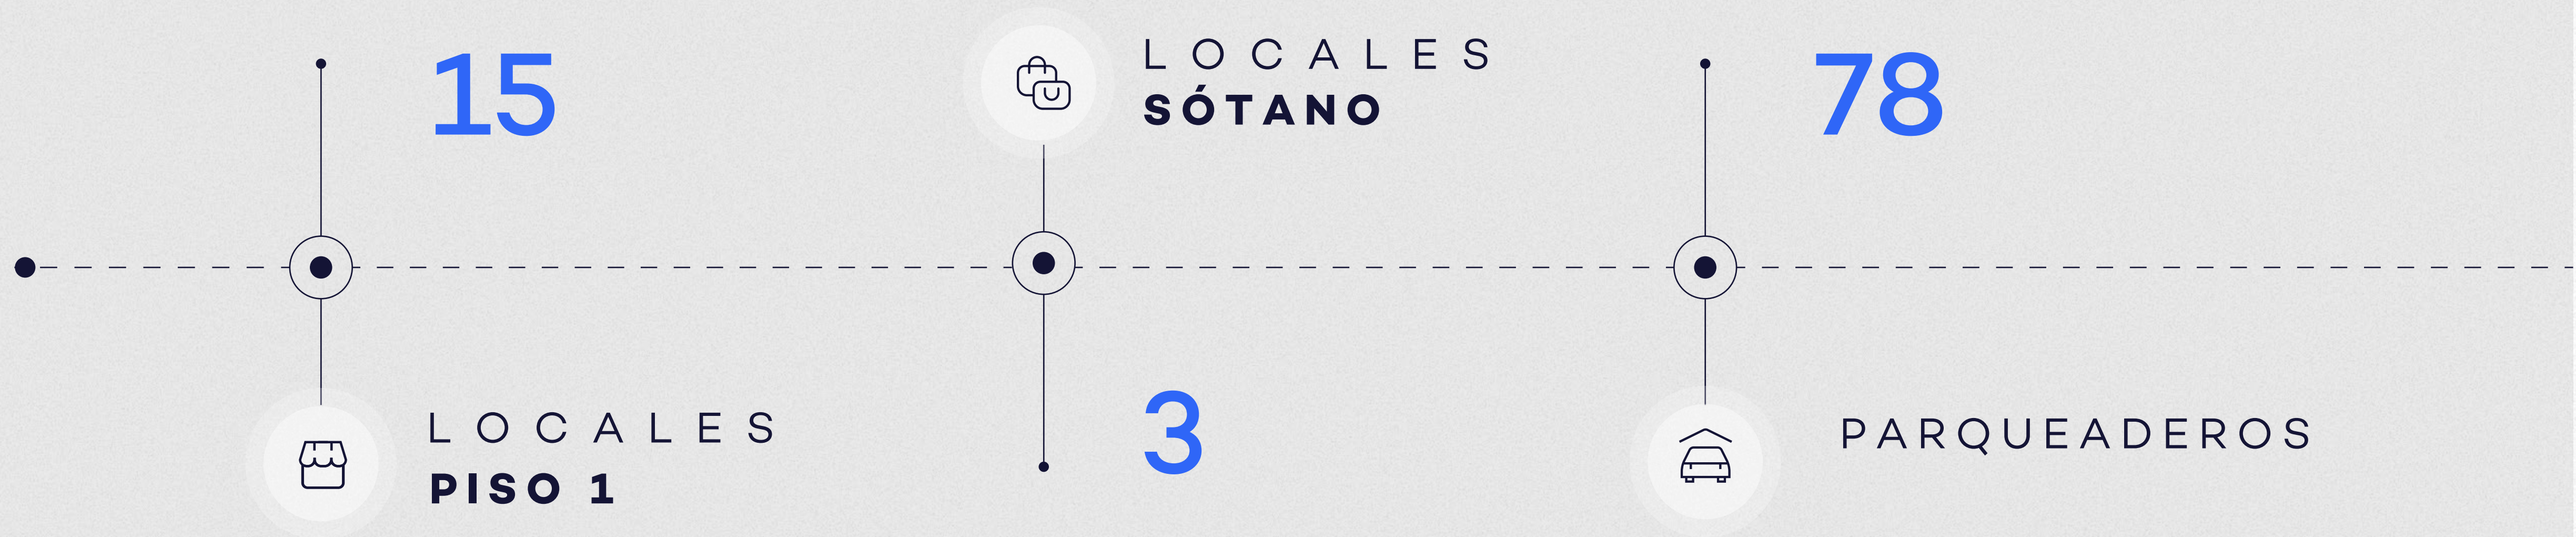 15
LOCALES
PISO 1
LOCALES
SÓTANO
3
78
PARQUEADEROS